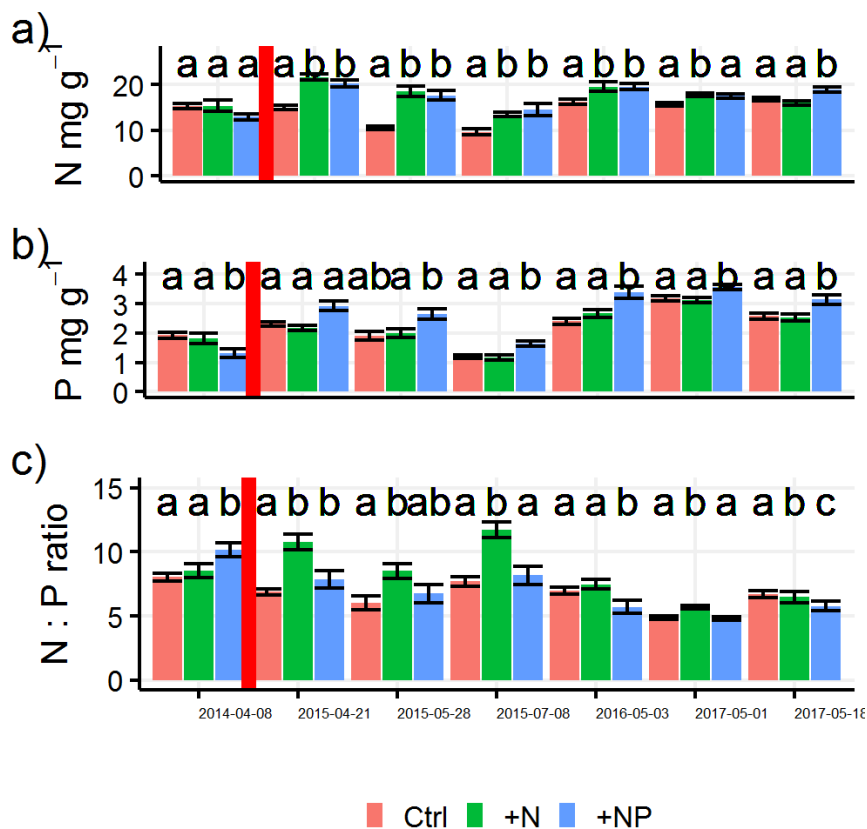 a)
N mg g⁻¹
a a a a b b a b b a b b a b b a b b a a b
20
10
0
b)
P mg g⁻¹
a a b a a a ab a b a a a a a b a a b a a b
4
3
2
1
0
c)
N : P ratio
a a b a b b a b ab a b a a a b a b a a b c
15
10
5
0
2014-04-08 2015-04-21 2015-05-28 2015-07-08 2016-05-03 2017-05-01 2017-05-18
Ctrl +N +NP